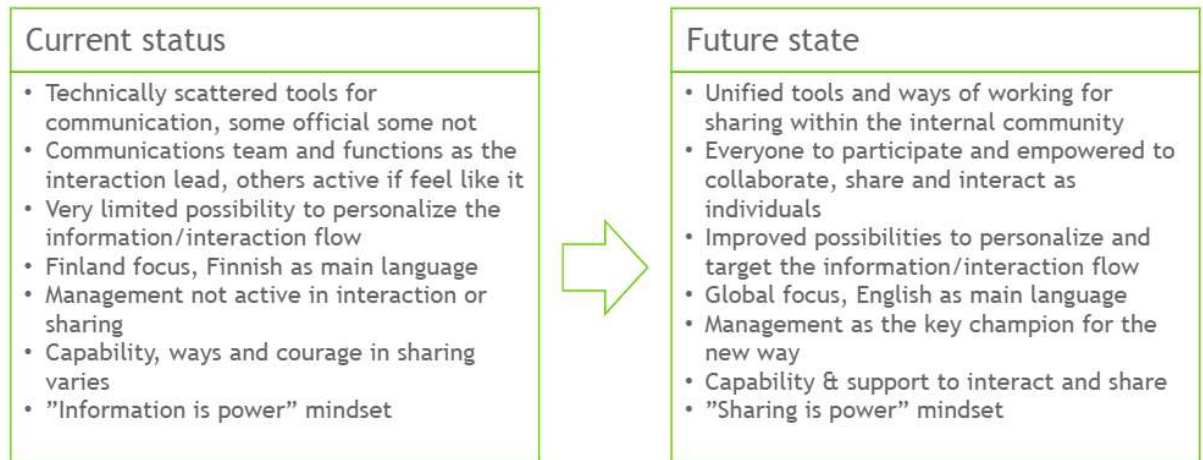 Current status
• Technically scattered tools for
communication, some official some not
• Communications team and functions as the
interaction lead, others active if feel like it
• Very limited possibility to personalize the
information/interaction flow
• Finland focus, Finnish as main language
• Management not active in interaction or
sharing
• Capability, ways and courage in sharing
varies
• ”Information is power” mindset
Future state
• Unified tools and ways of working for
sharing within the internal community
• Everyone to participate and empowered to
collaborate, share and interact as
individuals
• Improved possibilities to personalize and
target the information/interaction flow
• Global focus, English as main language
• Management as the key champion for the
new way
• Capability & support to interact and share
• ”Sharing is power” mindset